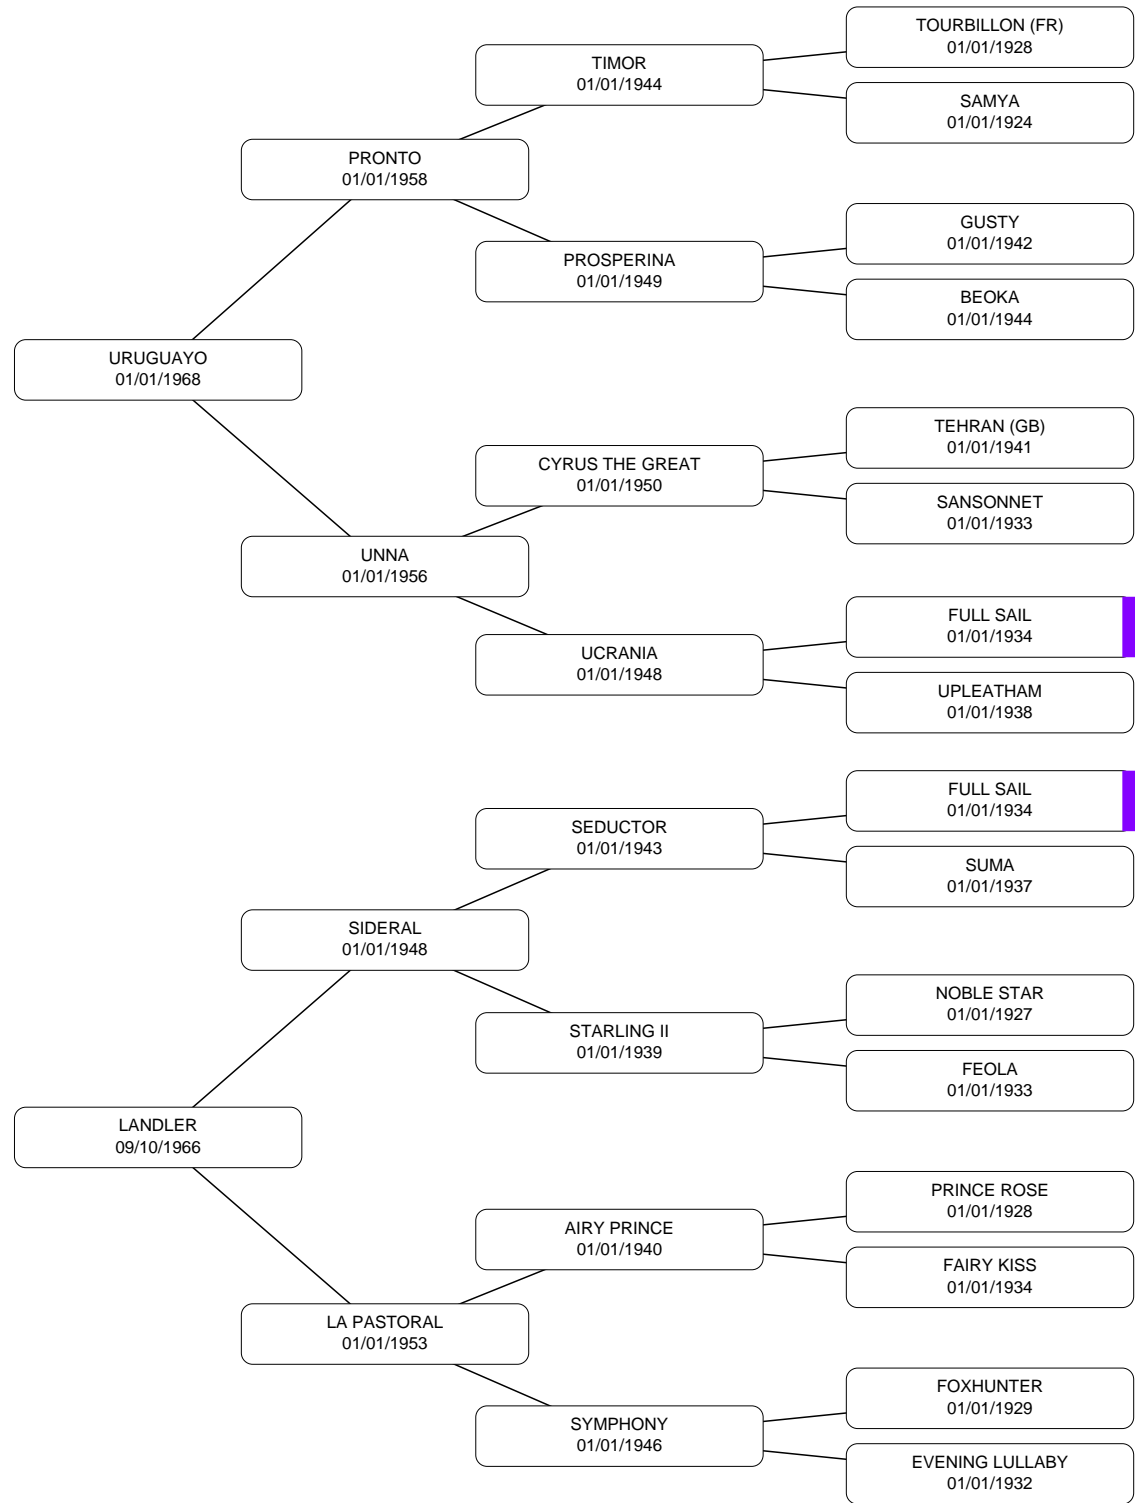 TOURBILLON (FR)
01/01/1928
TIMOR
01/01/1944
SAMYA
01/01/1924
PRONTO
01/01/1958
GUSTY
01/01/1942
PROSPERINA
01/01/1949
BEOKA
01/01/1944
URUGUAYO
01/01/1968
TEHRAN (GB)
01/01/1941
CYRUS THE GREAT
01/01/1950
SANSONNET
01/01/1933
UNNA
01/01/1956
FULL SAIL
01/01/1934
UCRANIA
01/01/1948
UPLEATHAM
01/01/1938
FULL SAIL
01/01/1934
SEDUCTOR
01/01/1943
SUMA
01/01/1937
SIDERAL
01/01/1948
NOBLE STAR
01/01/1927
STARLING II
01/01/1939
FEOLA
01/01/1933
LANDLER
09/10/1966
PRINCE ROSE
01/01/1928
AIRY PRINCE
01/01/1940
FAIRY KISS
01/01/1934
LA PASTORAL
01/01/1953
FOXHUNTER
01/01/1929
SYMPHONY
01/01/1946
EVENING LULLABY
01/01/1932